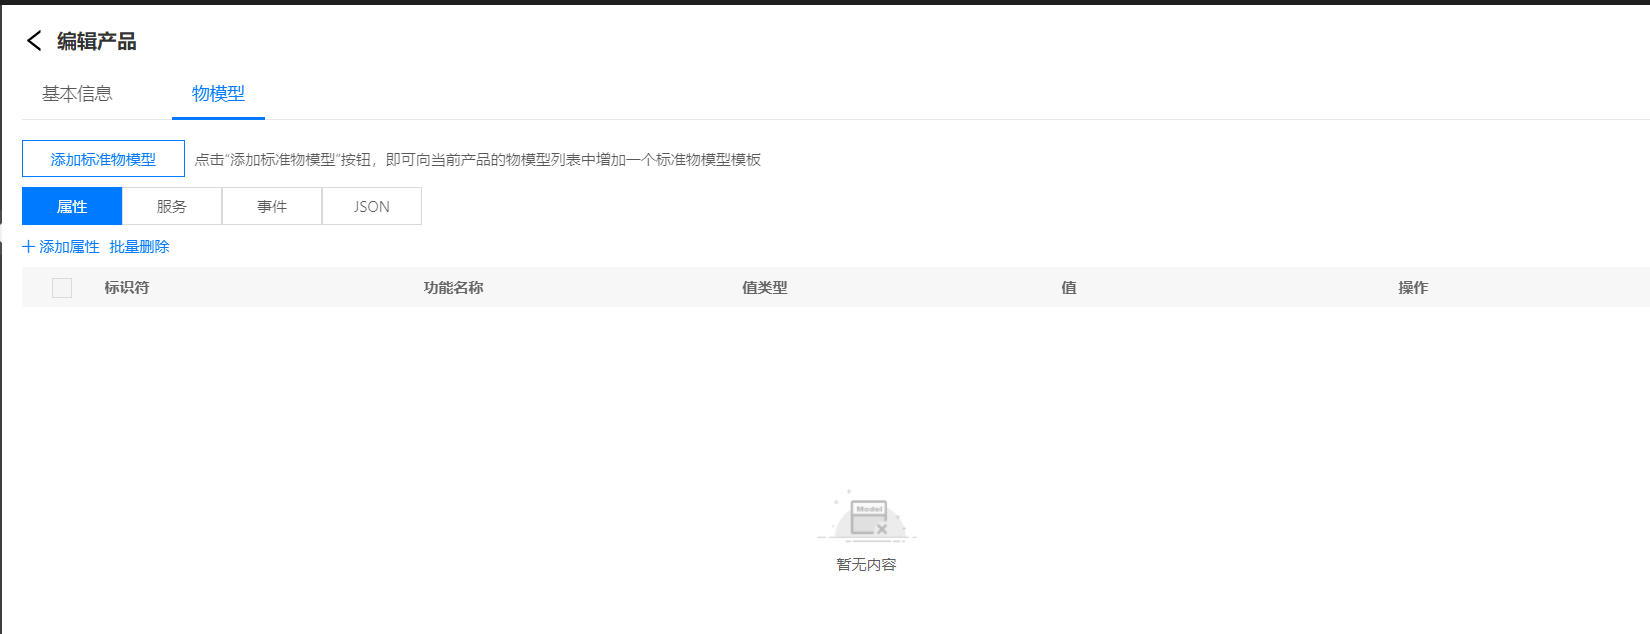 编辑产品
基本信息 物模型
添加标准物模型 点击“添加标准物模型”按钮，即可向当前产品的物模型列表中增加一个标准物模型模板
属性 服务 事件 JSON
添加属性 批量删除
标识符 功能名称 值类型 值 操作
Model
暂无内容